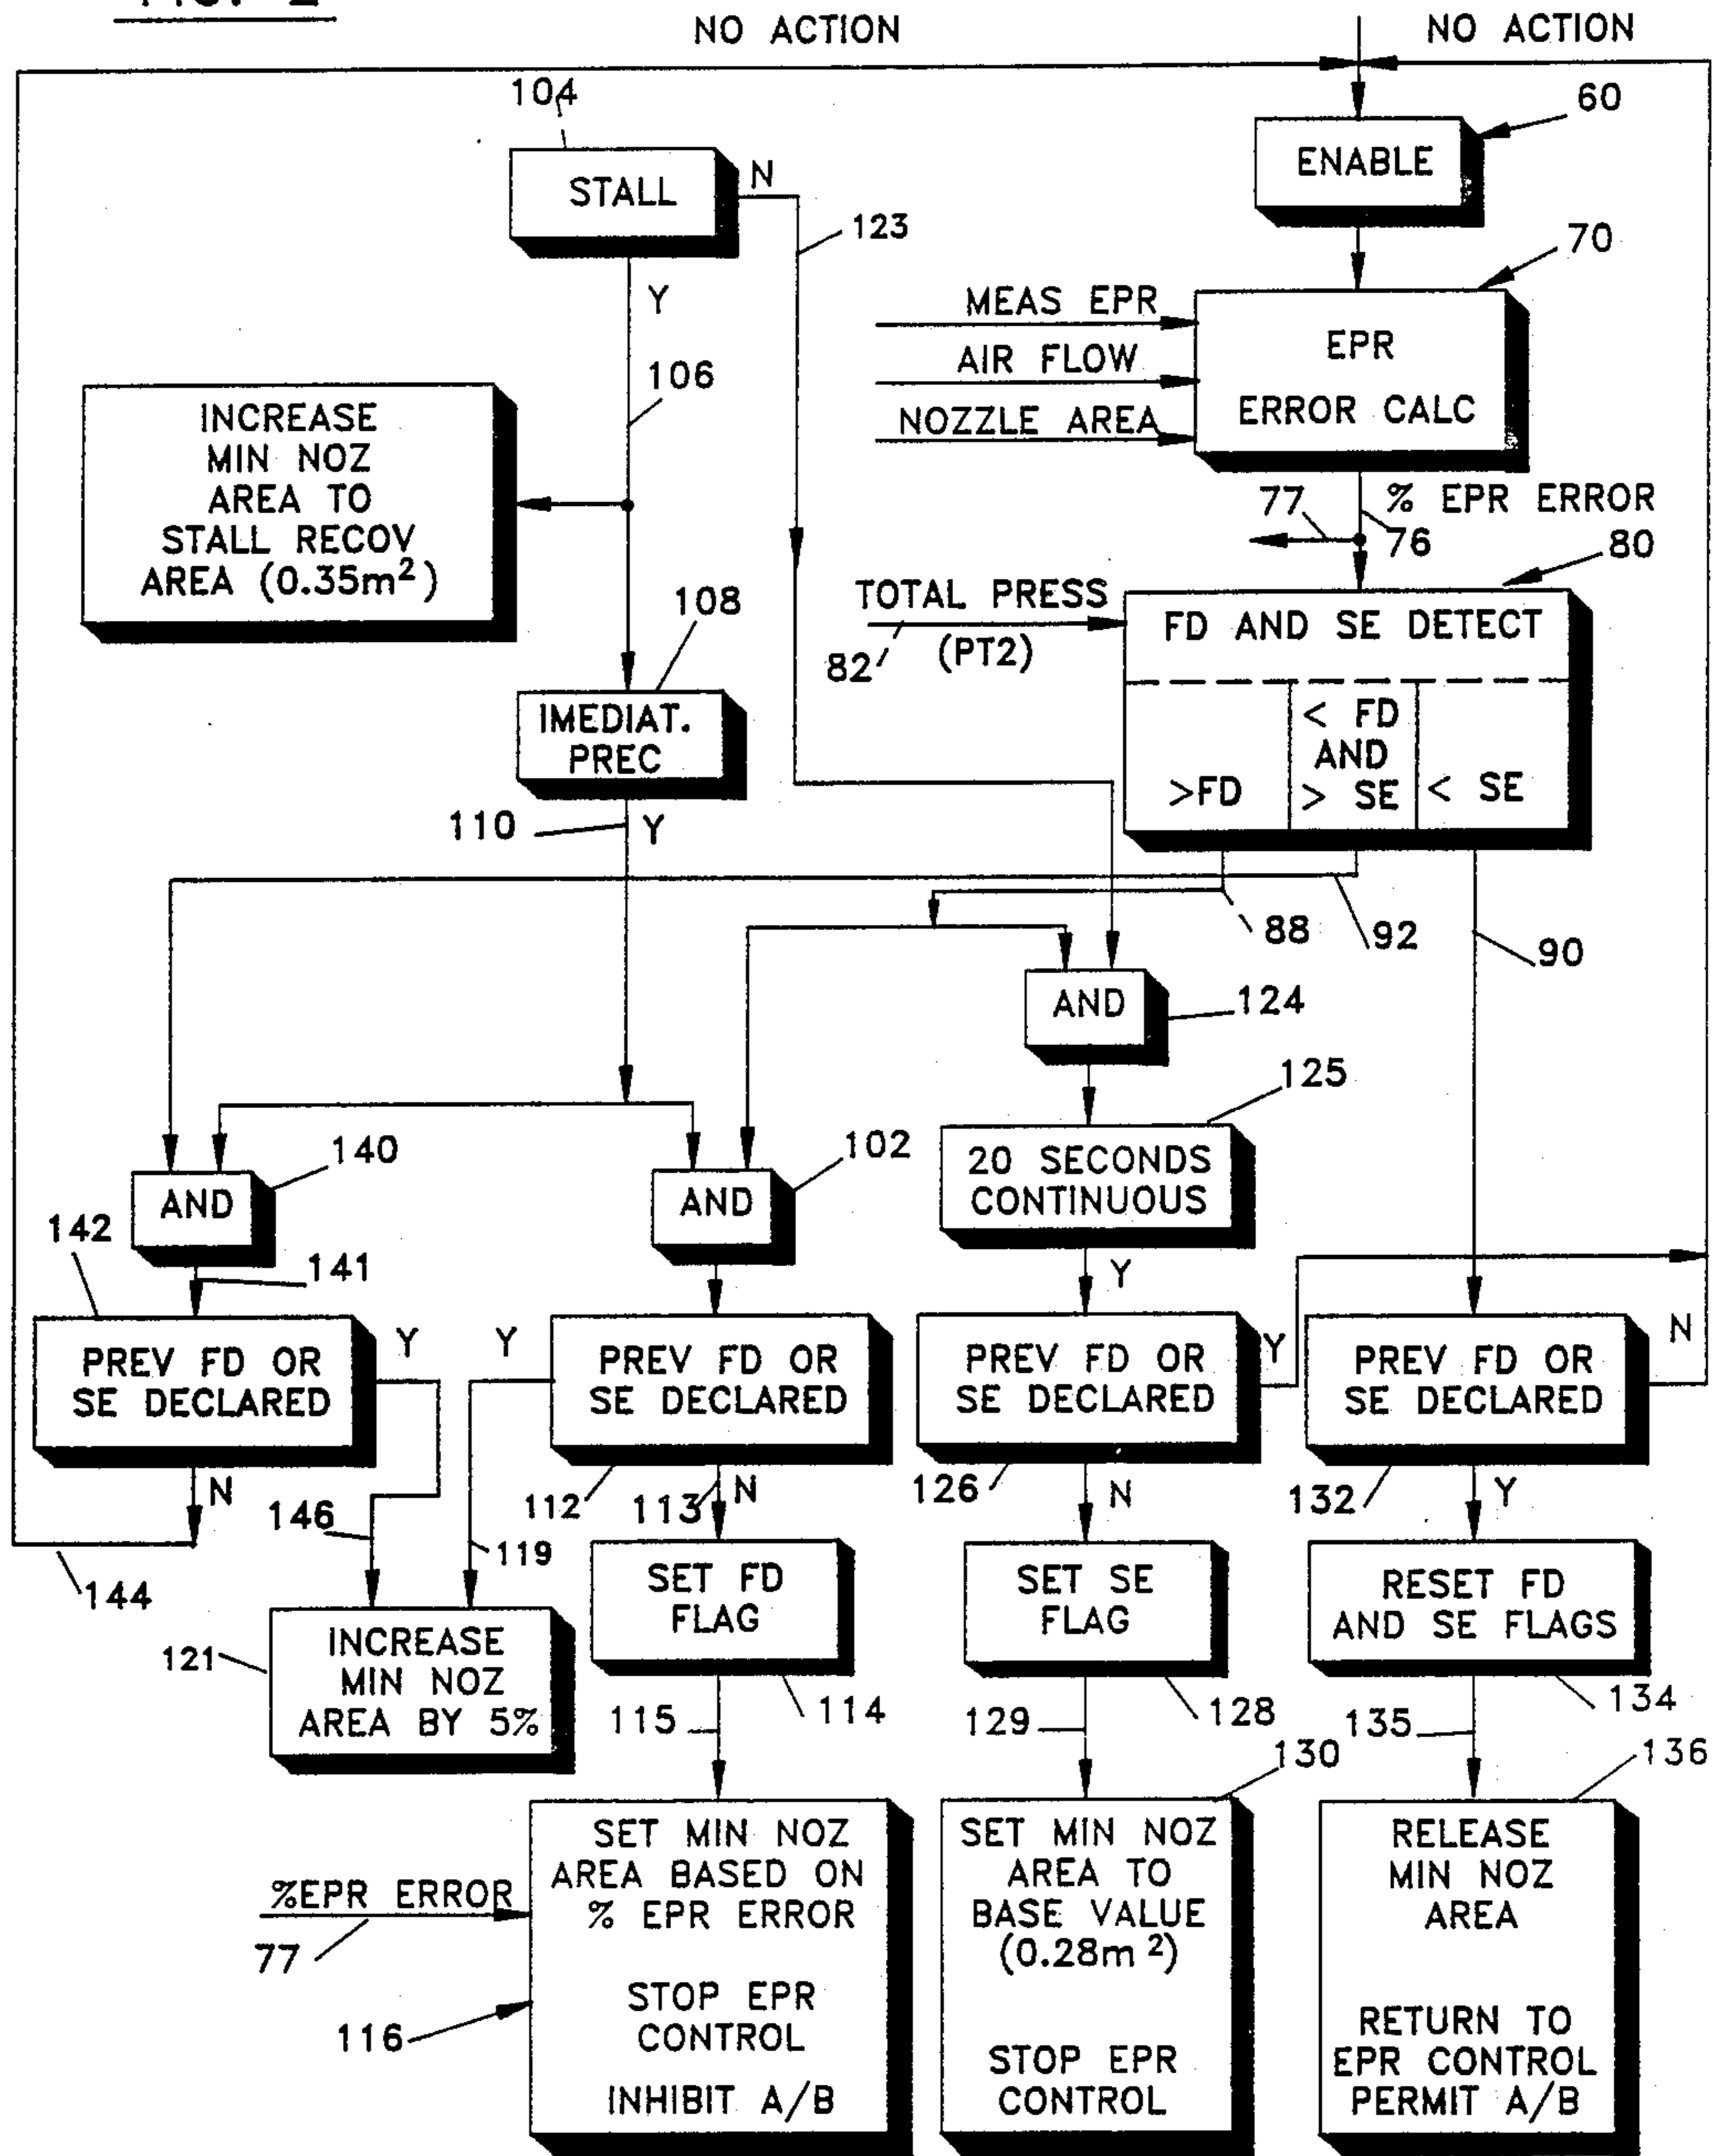 NO ACTION
NO ACTION
104
60
STALL
N
ENABLE
123
70
Y
MEAS EPR
AIR FLOW
NOZZLE AREA
EPR
ERROR CALC
106
INCREASE
MIN NOZ
AREA TO
STALL RECOV
AREA (0.35m²)
77
% EPR ERROR
76
80
TOTAL PRESS
(PT2)
82
FD AND SE DETECT
>FD
< FD
AND
> SE
< SE
108
IMEDIAT.
PREC
110
Y
88
92
90
AND
124
125
20 SECONDS
CONTINUOUS
140
AND
102
AND
142
141
Y
PREV FD OR
SE DECLARED
Y
Y
PREV FD OR
SE DECLARED
PREV FD OR
SE DECLARED
Y
PREV FD OR
SE DECLARED
N
N
146
112
113
N
126
N
132
Y
144
119
SET FD
FLAG
SET SE
FLAG
RESET FD
AND SE FLAGS
121
INCREASE
MIN NOZ
AREA BY 5%
115
114
129
128
135
134
130
136
%EPR ERROR
77
116
SET MIN NOZ
AREA BASED ON
% EPR ERROR
STOP EPR
CONTROL
INHIBIT A/B
SET MIN NOZ
AREA TO
BASE VALUE
(0.28m²)
STOP EPR
CONTROL
RELEASE
MIN NOZ
AREA
RETURN TO
EPR CONTROL
PERMIT A/B